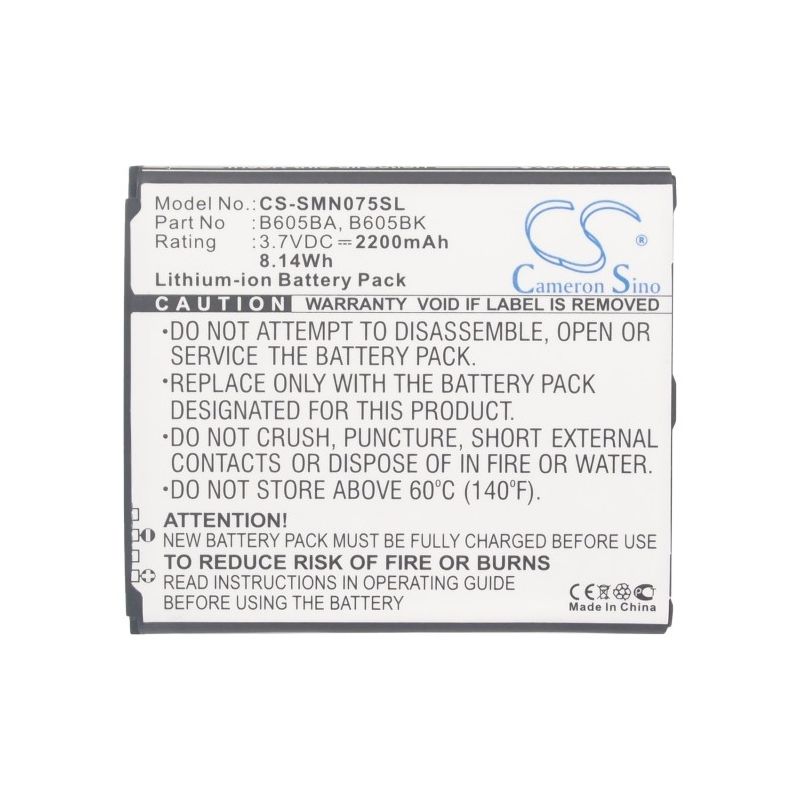 DIRECTION
CS
Cameron Sino
®
Model No.: CS-SMN075SL
Part No : B605BA, B605BK
Rating : 3.7VDC 2200mAh
8.14Wh
Lithium-ion Battery Pack
CAUTION WARRANTY VOID IF LABEL IS REMOVED
•DO NOT ATTEMPT TO DISASSEMBLE, OPEN OR
SERVICE THE BATTERY PACK.
•REPLACE ONLY WITH THE BATTERY PACK
DESIGNATED FOR THIS PRODUCT.
•DO NOT CRUSH, PUNCTURE, SHORT EXTERNAL
CONTACTS OR DISPOSE OF IN FIRE OR WATER.
•DO NOT STORE ABOVE 60°C (140°F).
ATTENTION!
NEW BATTERY PACK MUST BE FULLY CHARGED BEFORE USE
TO REDUCE RISK OF FIRE OR BURNS
READ INSTRUCTIONS IN OPERATING GUIDE
BEFORE USING THE BATTERY
CE
Made In China